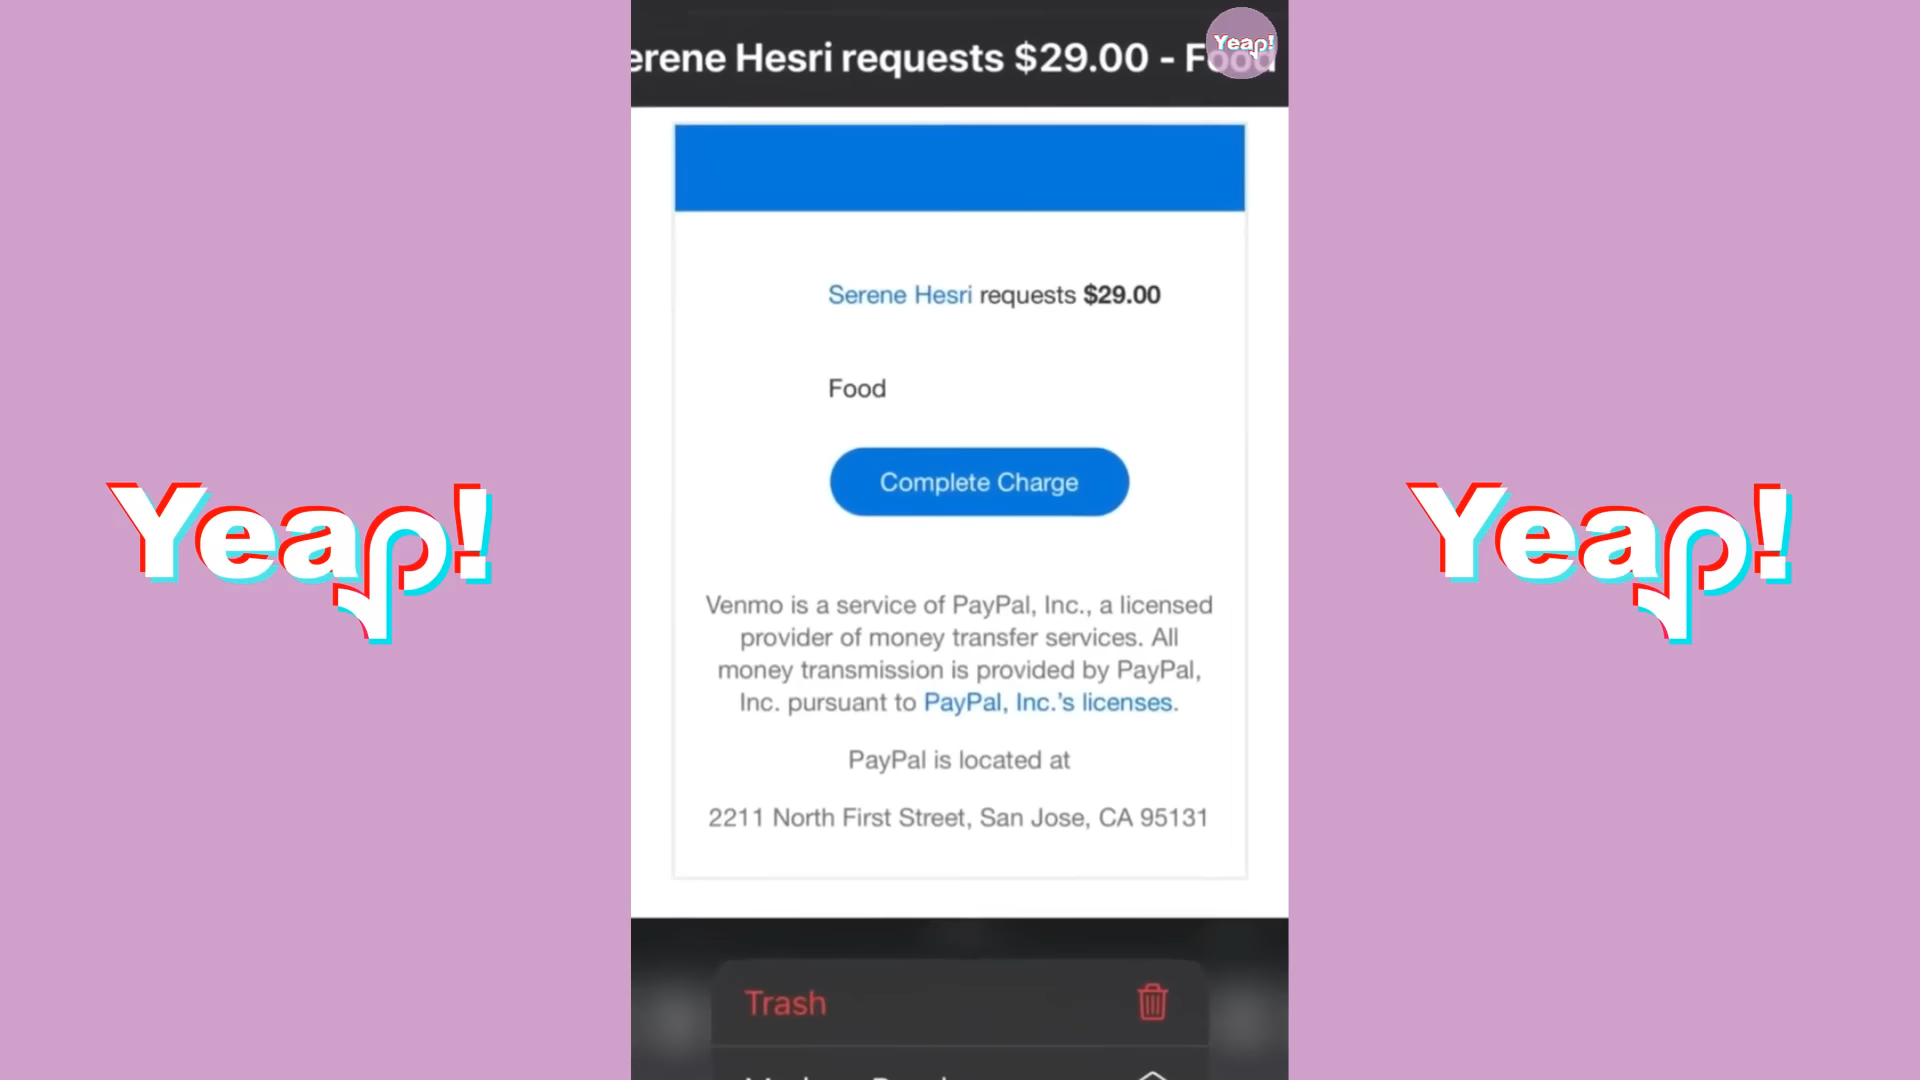 erene Hesri requests $29.00 - Food
Yeap!
Serene Hesri requests $29.00
Food
Complete Charge
Yeap!
Yeap!
Venmo is a service of PayPal, Inc., a licensed
provider of money transfer services. All
money transmission is provided by PayPal,
Inc. pursuant to PayPal, Inc.'s licenses.
PayPal is located at
2211 North First Street, San Jose, CA 95131
Trash